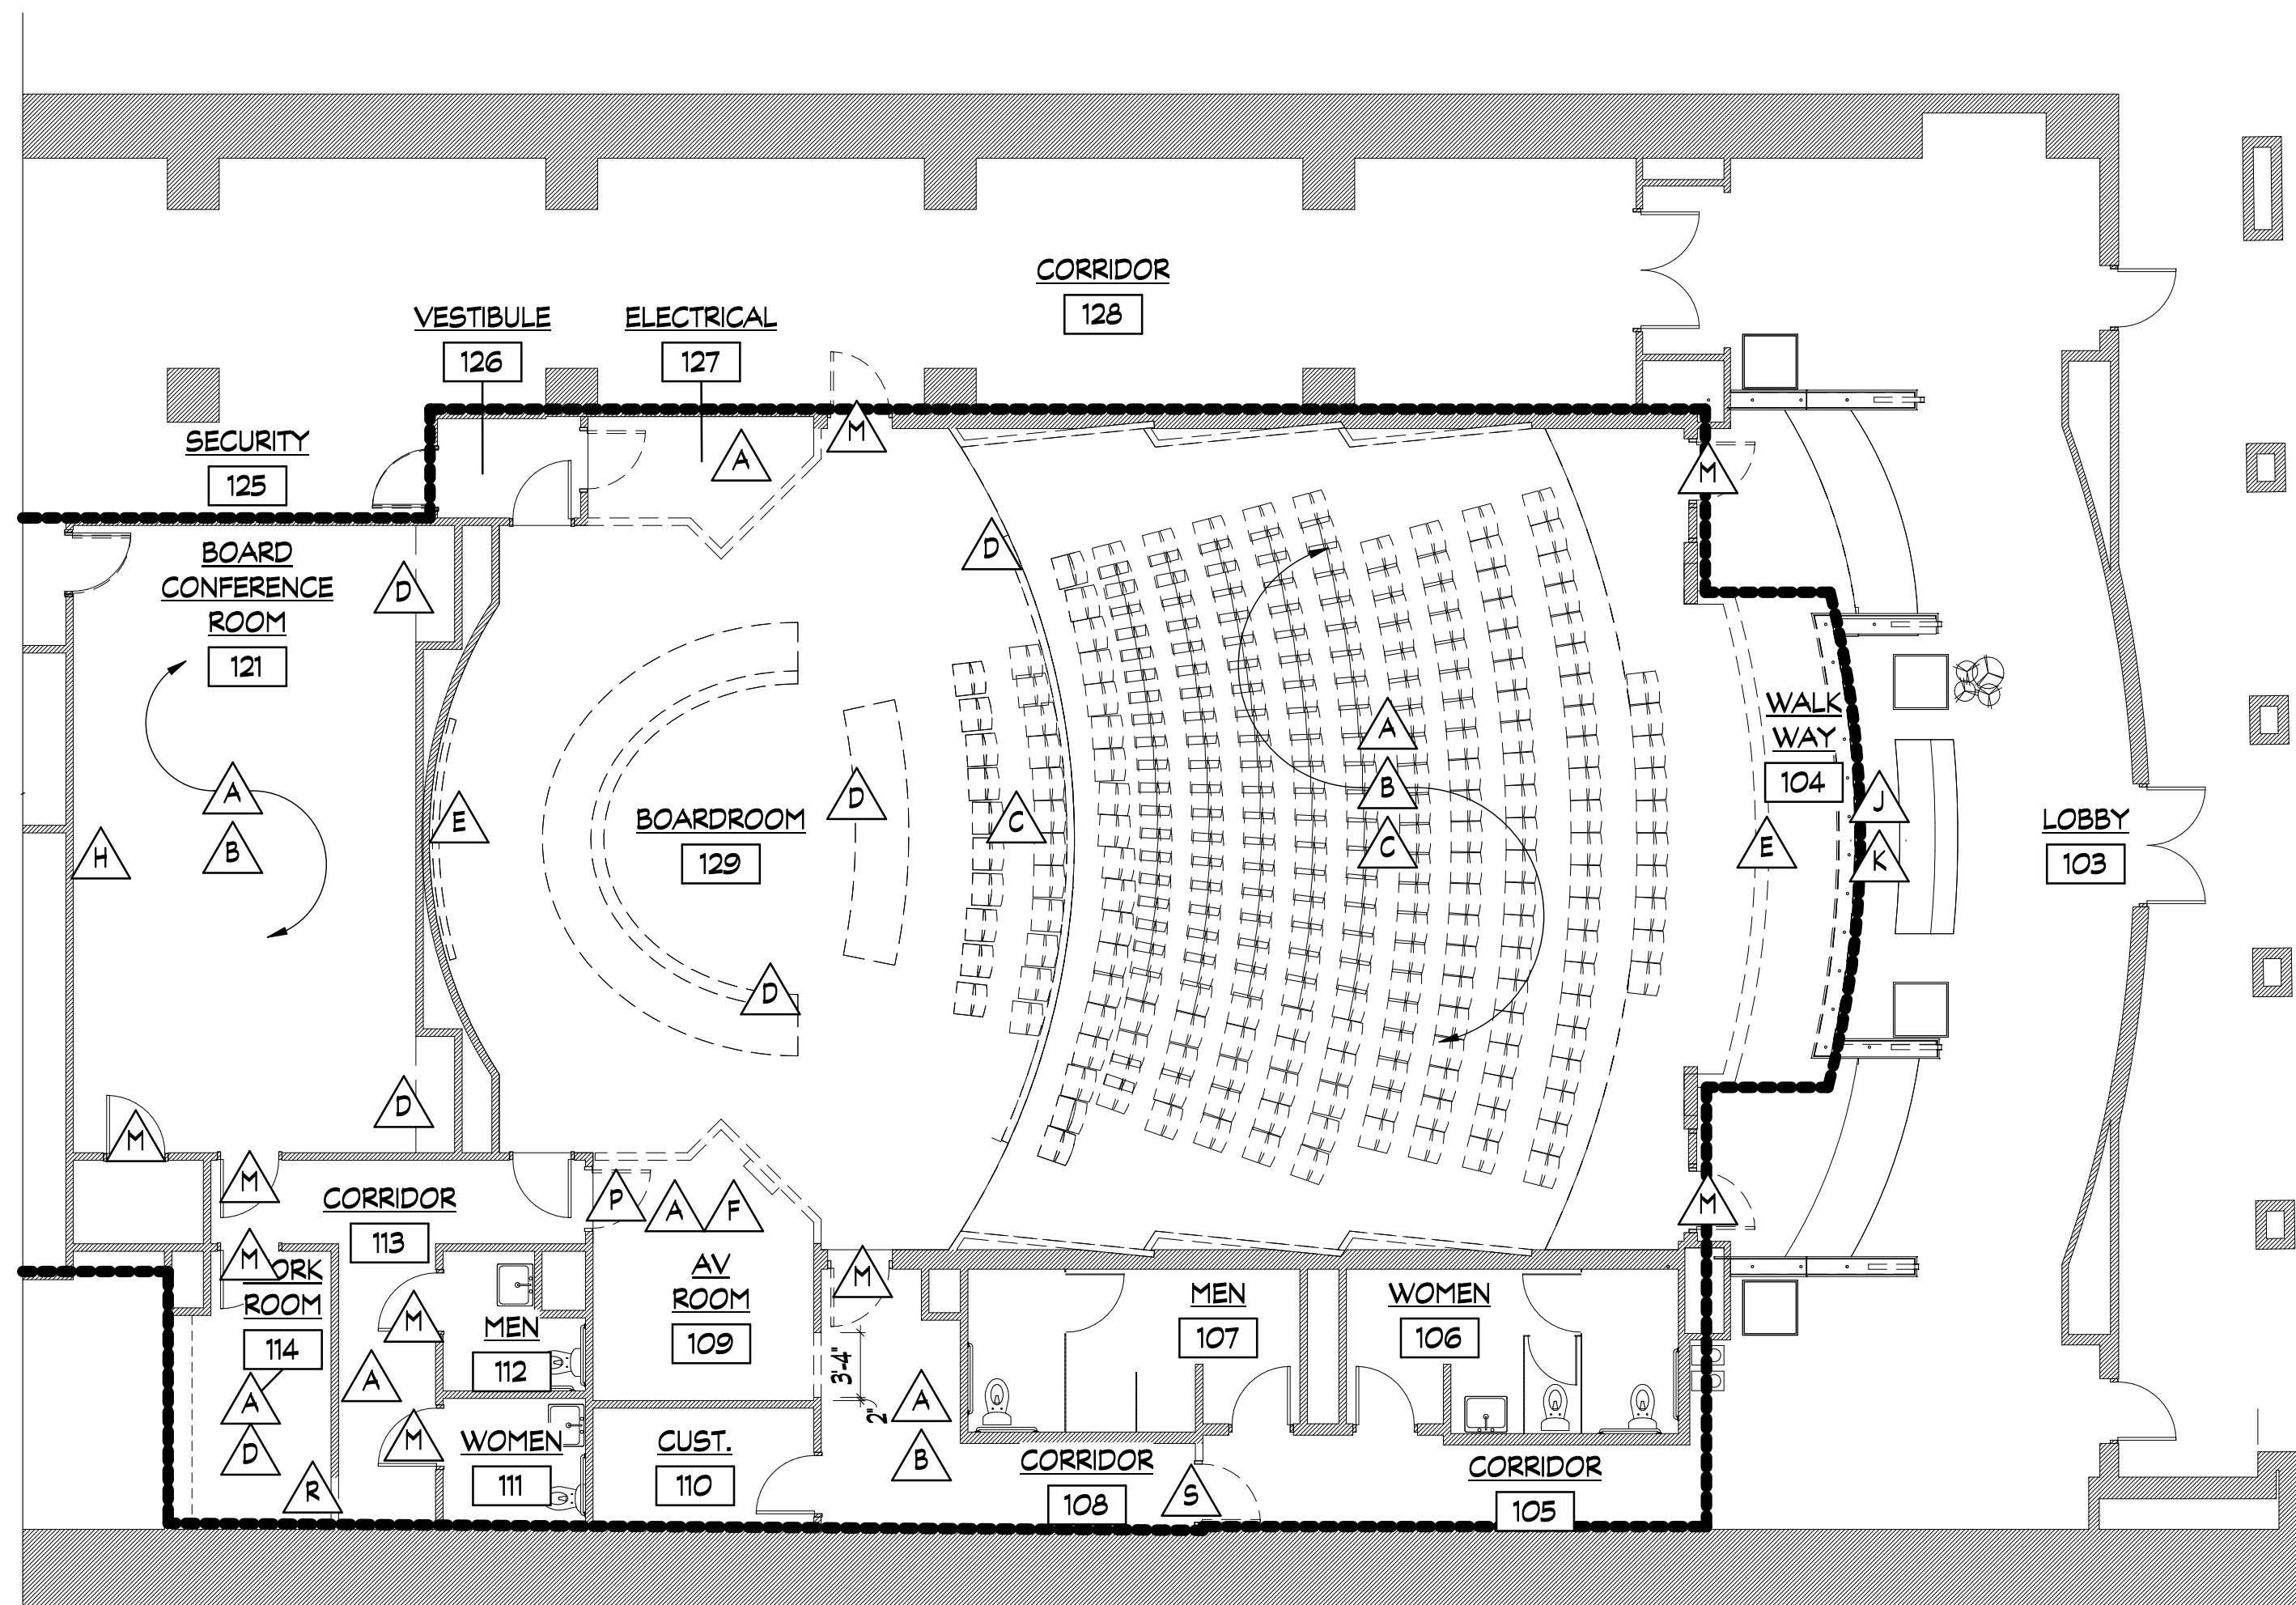 CORRIDOR
128
VESTIBULE
126
ELECTRICAL
127
M
A
SECURITY
125
M
BOARD
CONFERENCE
ROOM
121
D
D
A
B
H
E
BOARDROOM
129
D
D
C
A
B
C
WALK
WAY
104
E
J
K
LOBBY
103
D
M
M
CORRIDOR
113
P
A
F
M
M
ORK
ROOM
114
A
D
R
A
M
MEN
112
M
WOMEN
111
AV
ROOM
109
M
3'-4"
2"
CUST.
110
A
B
MEN
107
WOMEN
106
CORRIDOR
108
S
CORRIDOR
105
M